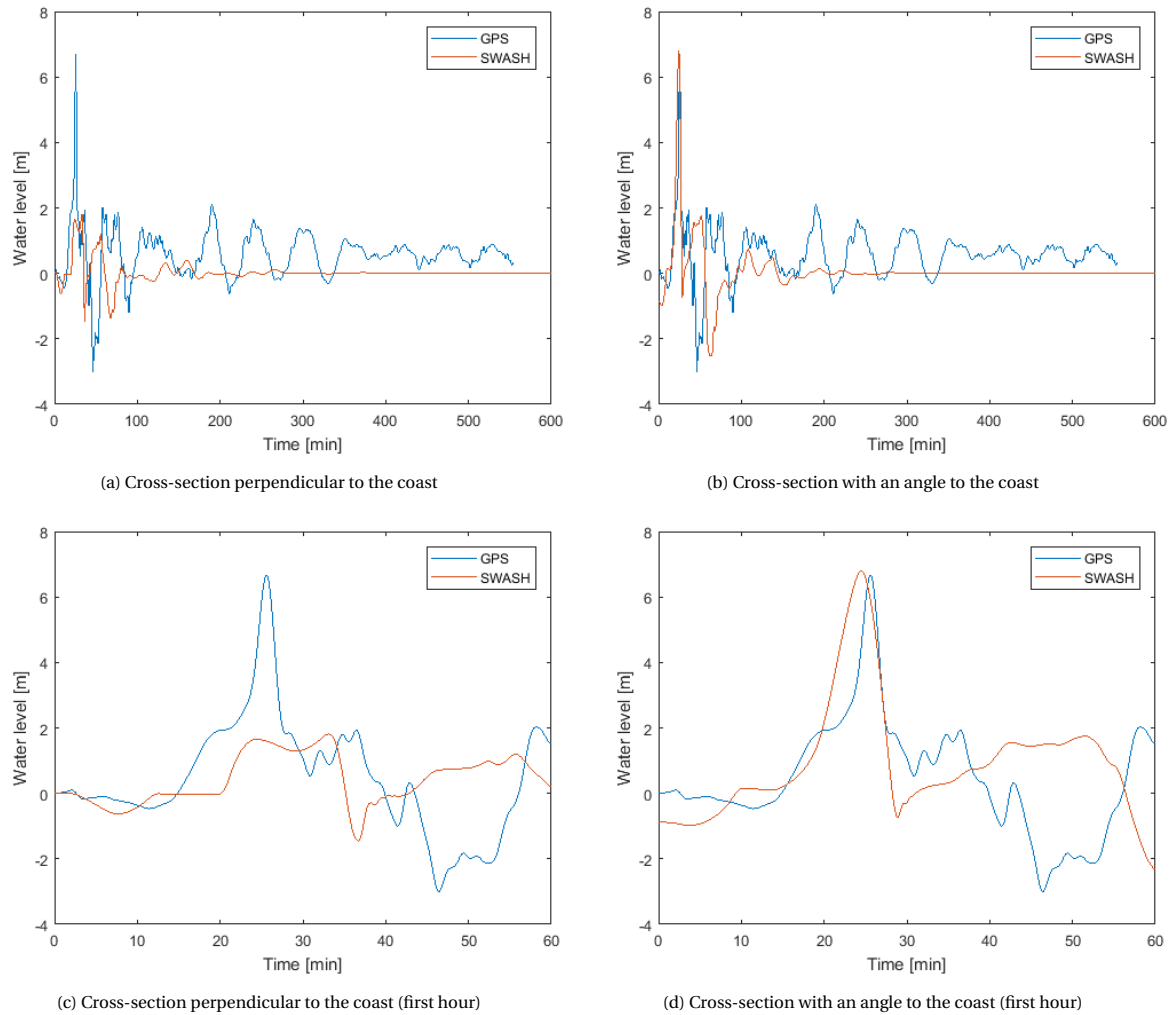 8
6
4
2
0
-2
-4
Water level [m]
GPS
SWASH
0 100 200 300 400 500 600
Time [min]
(a) Cross-section perpendicular to the coast
8
6
4
2
0
-2
-4
Water level [m]
GPS
SWASH
0 100 200 300 400 500 600
Time [min]
(b) Cross-section with an angle to the coast
8
6
4
2
0
-2
-4
Water level [m]
GPS
SWASH
0 10 20 30 40 50 60
Time [min]
(c) Cross-section perpendicular to the coast (first hour)
8
6
4
2
0
-2
-4
Water level [m]
GPS
SWASH
0 10 20 30 40 50 60
Time [min]
(d) Cross-section with an angle to the coast (first hour)